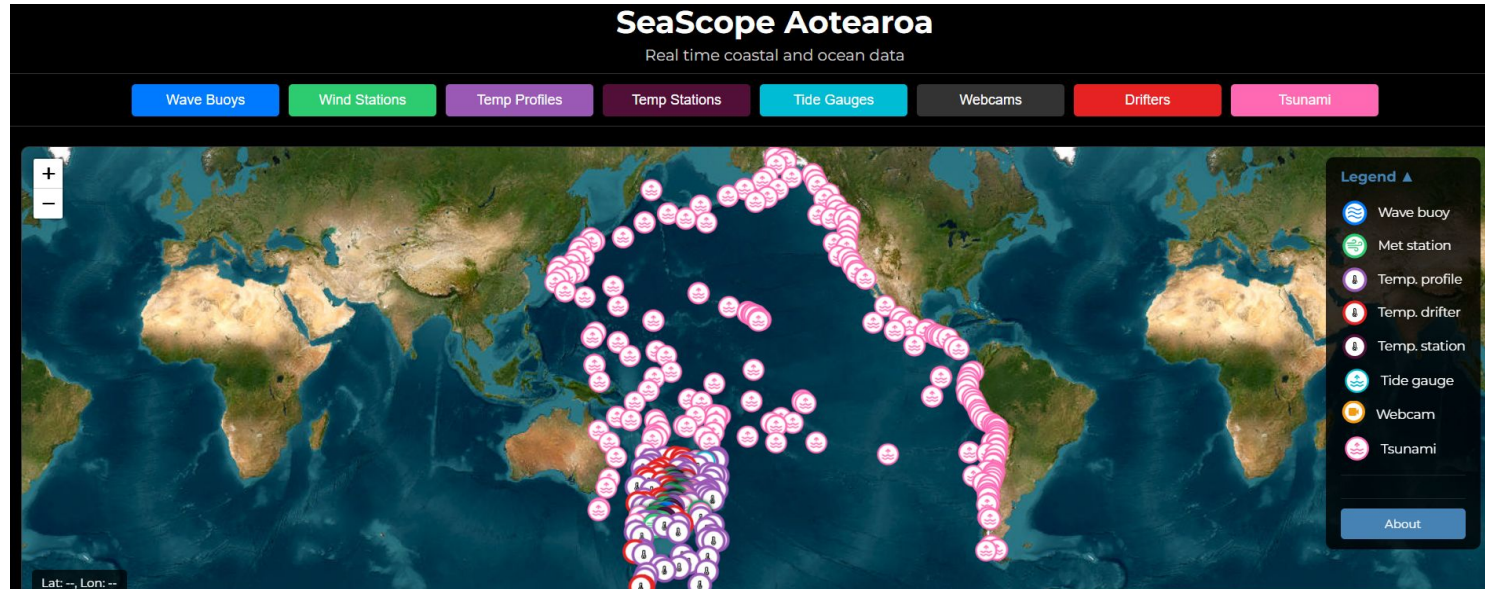 SeaScope Aotearoa
Real time coastal and ocean data
Wave Buoys Wind Stations Temp Profiles Temp Stations Tide Gauges Webcams Drifters Tsunami
+
−
Legend ▲
Wave buoy
Met station
Temp. profile
Temp. drifter
Temp. station
Tide gauge
Webcam
Tsunami
About
Lat: --, Lon: --